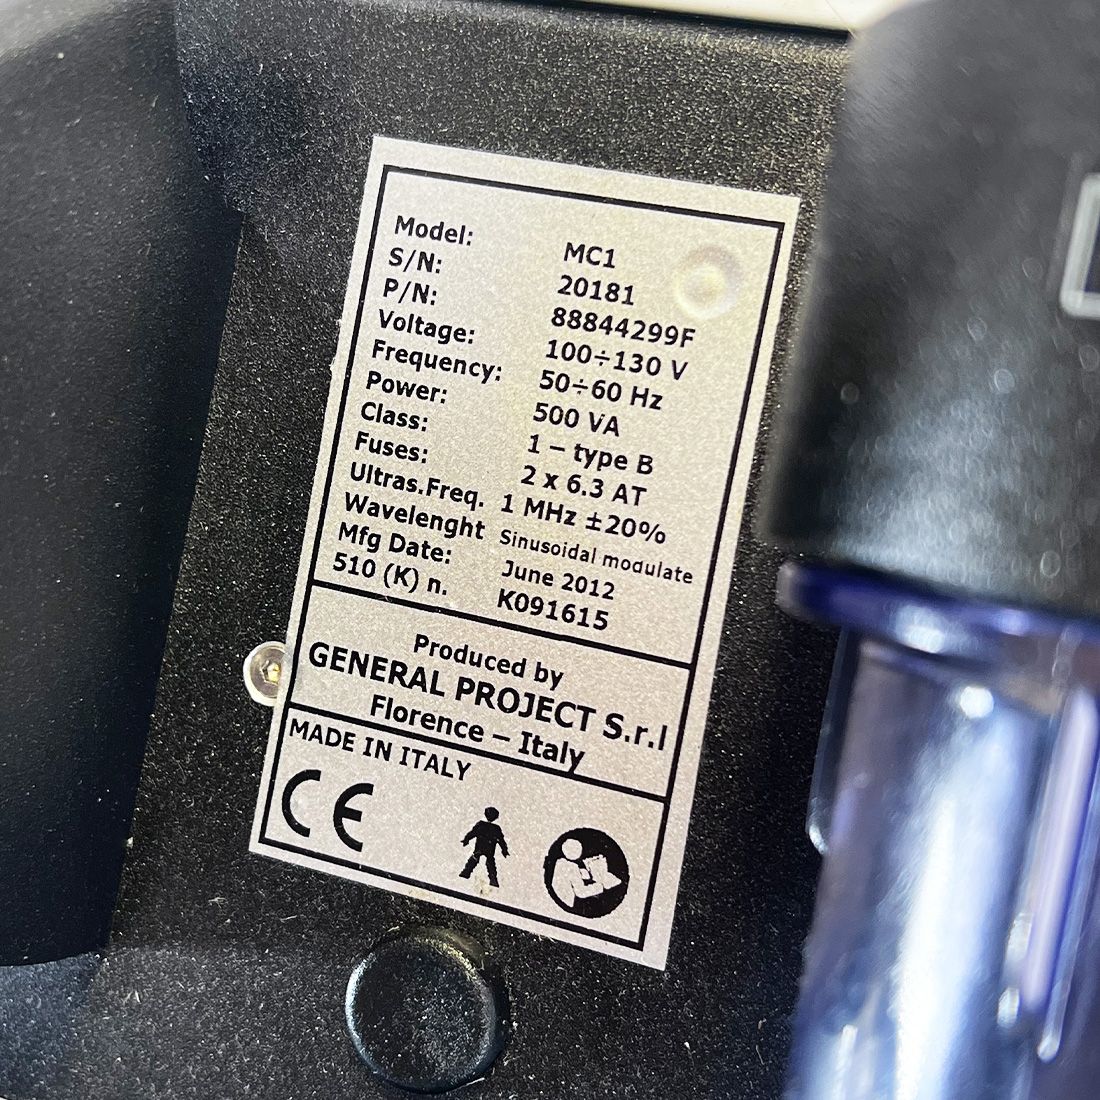 Model: MC1
S/N: 20181
P/N: 88844299F
Voltage: 100÷130 V
Frequency: 50÷60 Hz
Power: 500 VA
Class: 1 – type B
Fuses: 2 x 6.3 AT
Ultras.Freq. 1 MHz ±20%
Wavelenght Sinusoidal modulate
Mfg Date: June 2012
510 (K) n. K091615
Produced by
GENERAL PROJECT S.r.l
Florence – Italy
MADE IN ITALY
CE